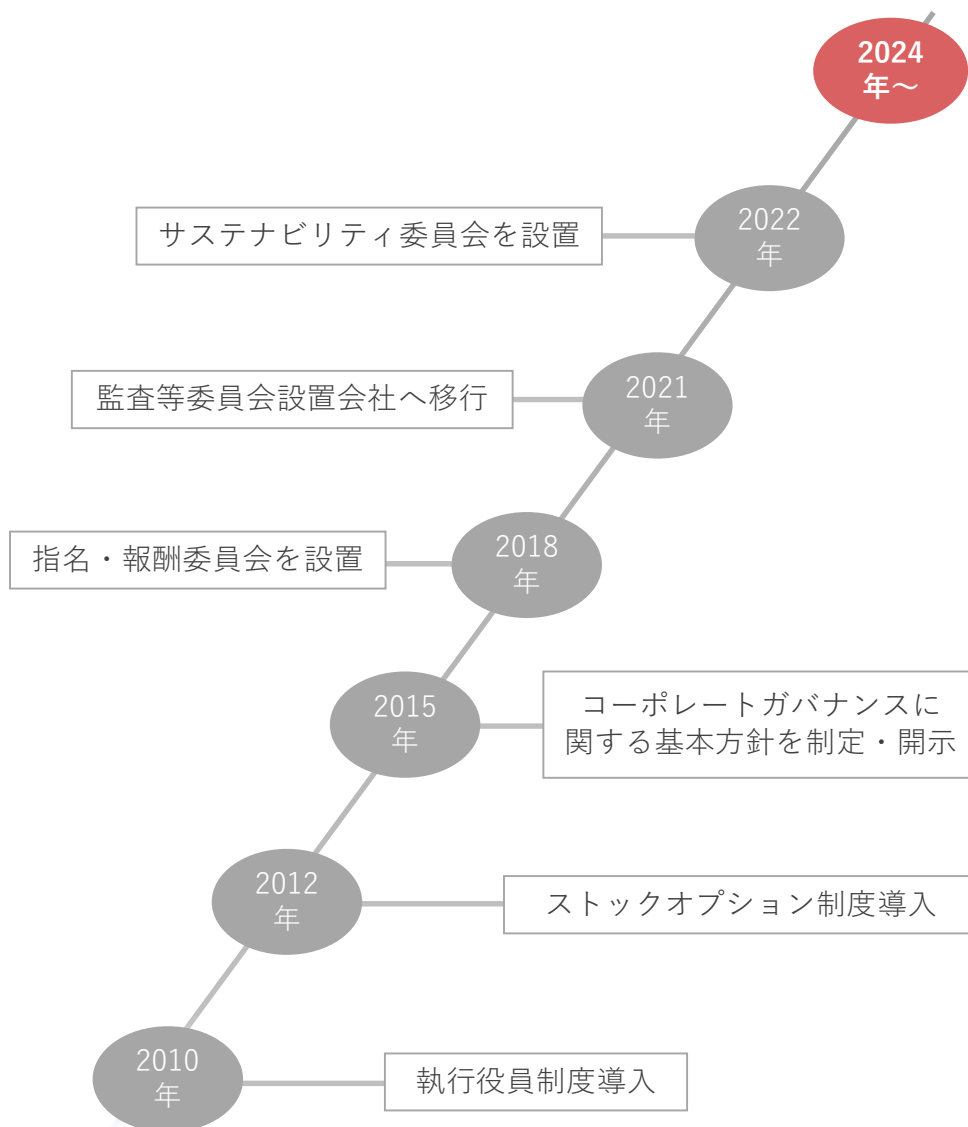 2024
年～
サステナビリティ委員会を設置
2022
年
監査等委員会設置会社へ移行
2021
年
指名・報酬委員会を設置
2018
年
2015
年
コーポレートガバナンスに
関する基本方針を制定・開示
2012
年
ストックオプション制度導入
2010
年
執行役員制度導入